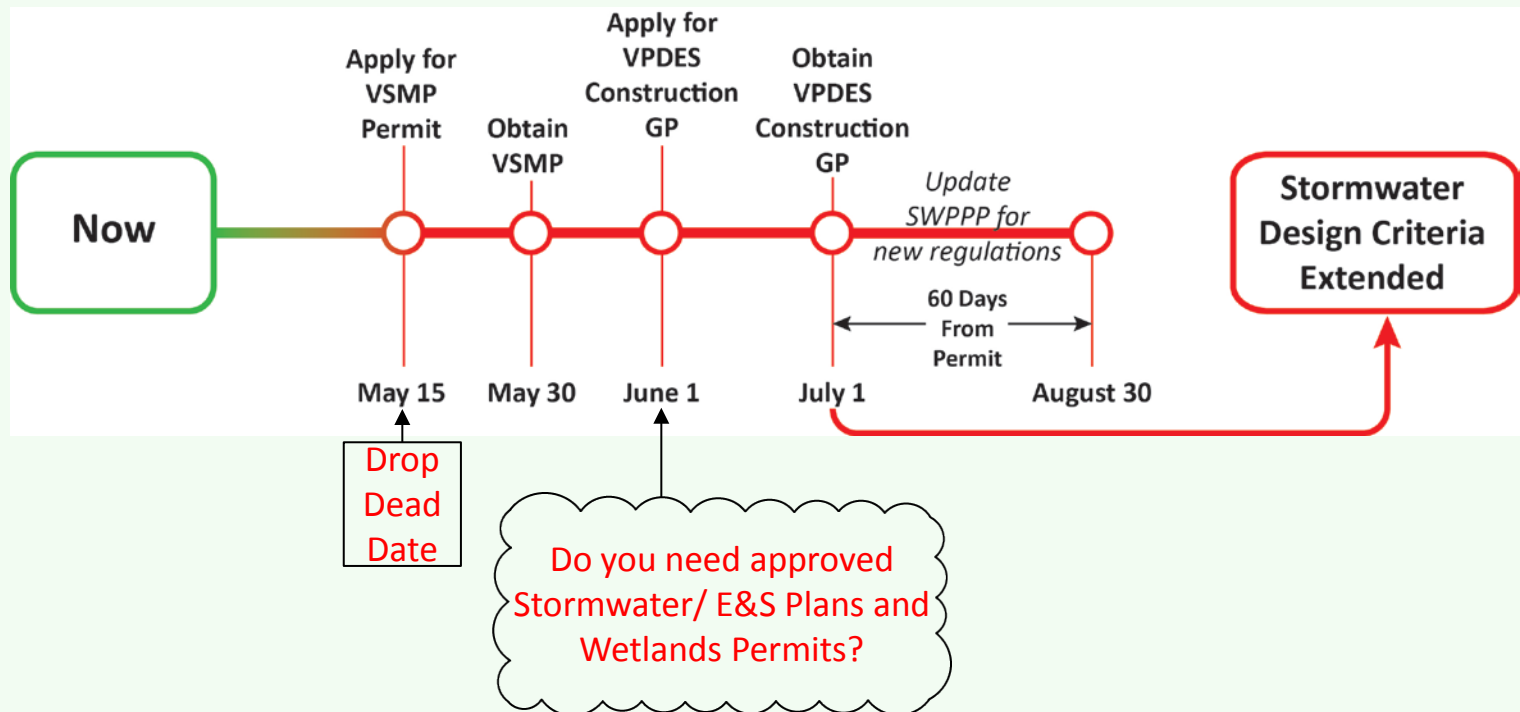 Now
Apply for
VSMP
Permit
Obtain
VSMP
Apply for
VPDES
Construction
GP
Obtain
VPDES
Construction
GP
Update
SWPPP for
new regulations
60 Days
From
Permit
Stormwater
Design Criteria
Extended
May 15
May 30
June 1
July 1
August 30
Drop
Dead
Date
Do you need approved
Stormwater/ E&S Plans and
Wetlands Permits?